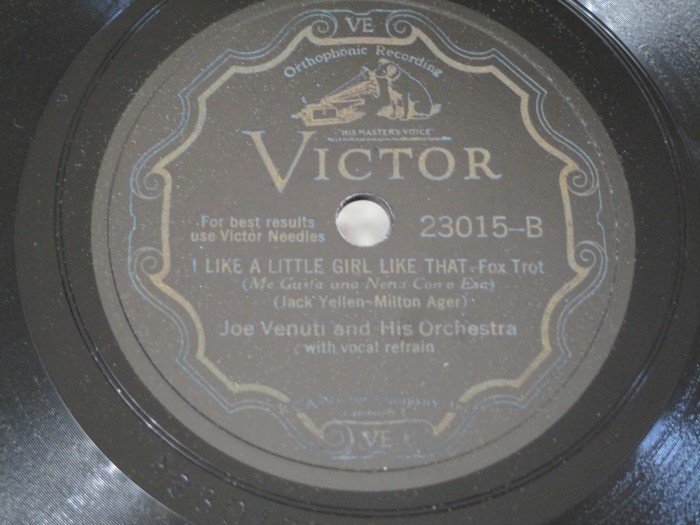 VE
Orthophonic Recording
"HIS MASTER'S VOICE"
VICTOR
For best results
use Victor Needles
23015-B
I LIKE A LITTLE GIRL LIKE THAT-Fox Trot
(Me Gusta una Nena Como Esa)
(Jack Yellen-Milton Ager)
Joe Venuti and His Orchestra
with vocal refrain
VE